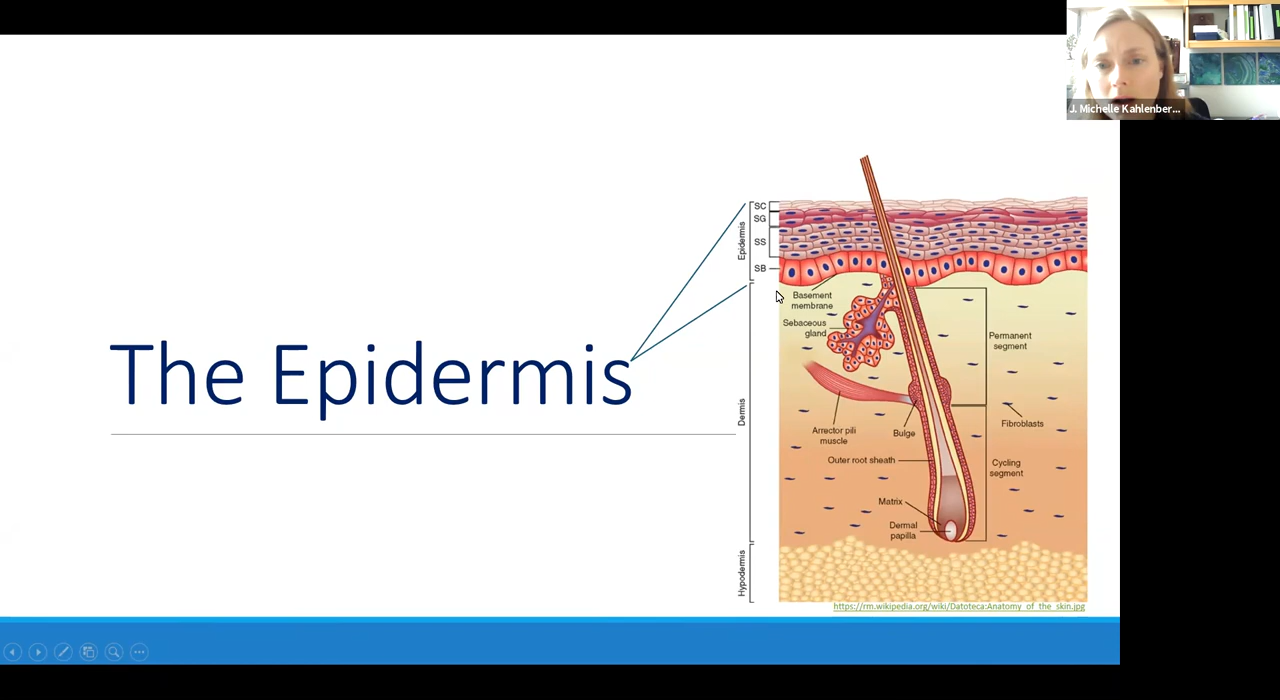 J. Michelle Kahlenber...
The Epidermis
SC
SG
SS
SB
Epidermis
Dermis
Hypodermis
Basement
membrane
Sebaceous
gland
Permanent
segment
Arrector pili
muscle
Bulge
Fibroblasts
Outer root sheath
Cycling
segment
Matrix
Dermal
papilla
https://rm.wikipedia.org/wiki/Datoteca:Anatomy_of_the_skin.jpg